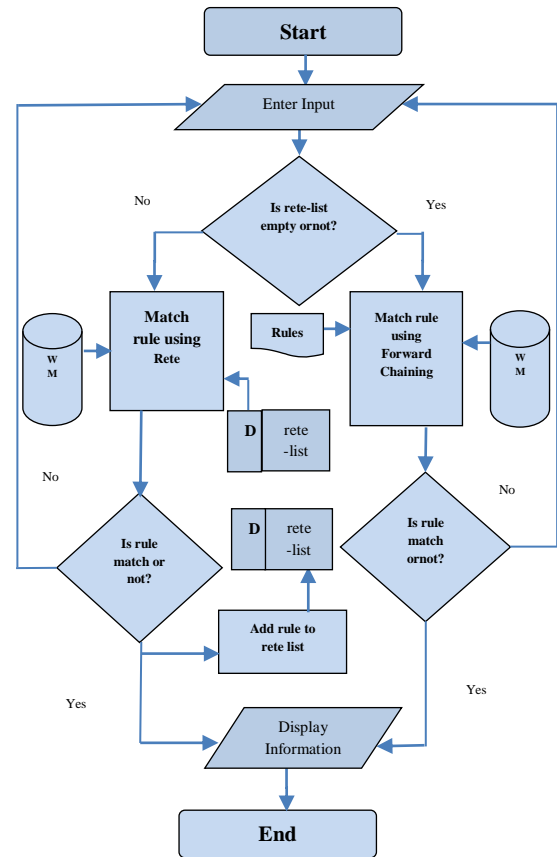 Start
Enter Input
No
Is rete-list
empty ornot?
Yes
W
M
Match
rule using
Rete
Rules
Match rule
using
Forward
Chaining
W
M
D
rete
-list
No
Is rule
match or
not?
D
rete
-list
Is rule
match
ornot?
No
Add rule to
rete list
Yes
Display
Information
Yes
End